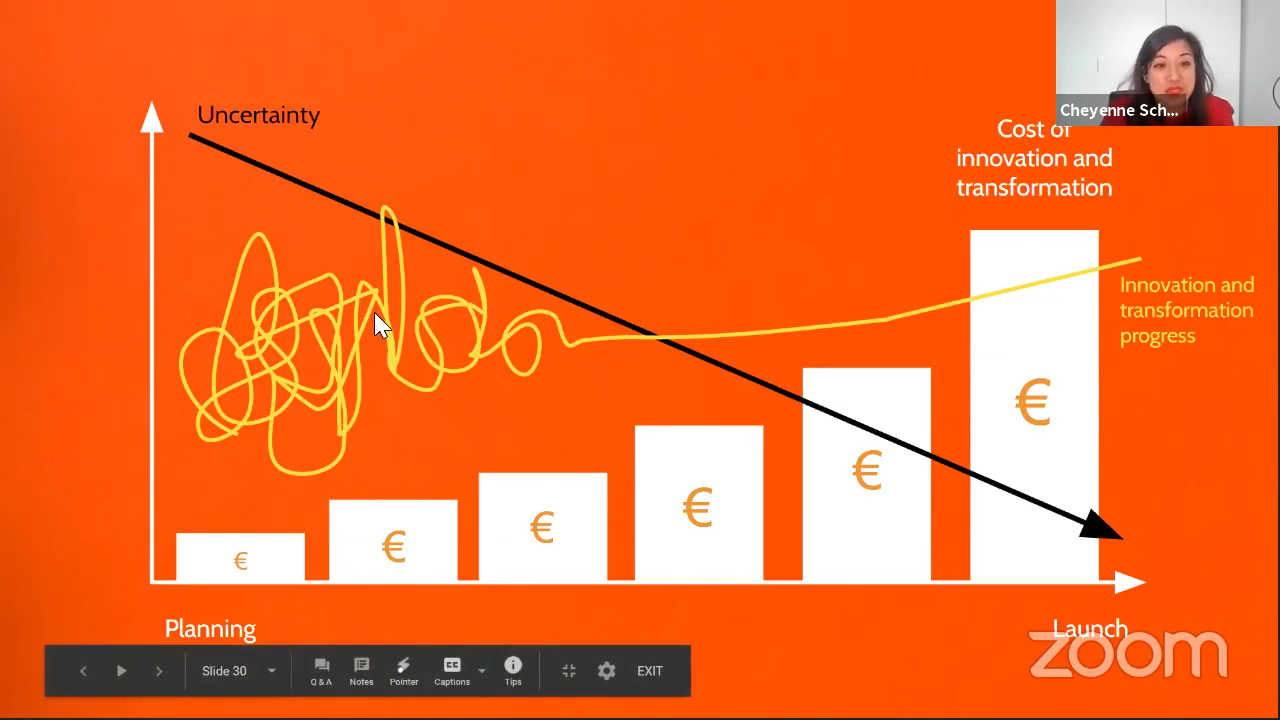 Uncertainty
Cheyenne Sch...
Cost of
innovation and
transformation
Innovation and
transformation
progress
€
€
€
€
€
€
Planning
Launch
Slide 30
Q & A
Notes
Pointer
CC
Captions
Tips
EXIT
zoom